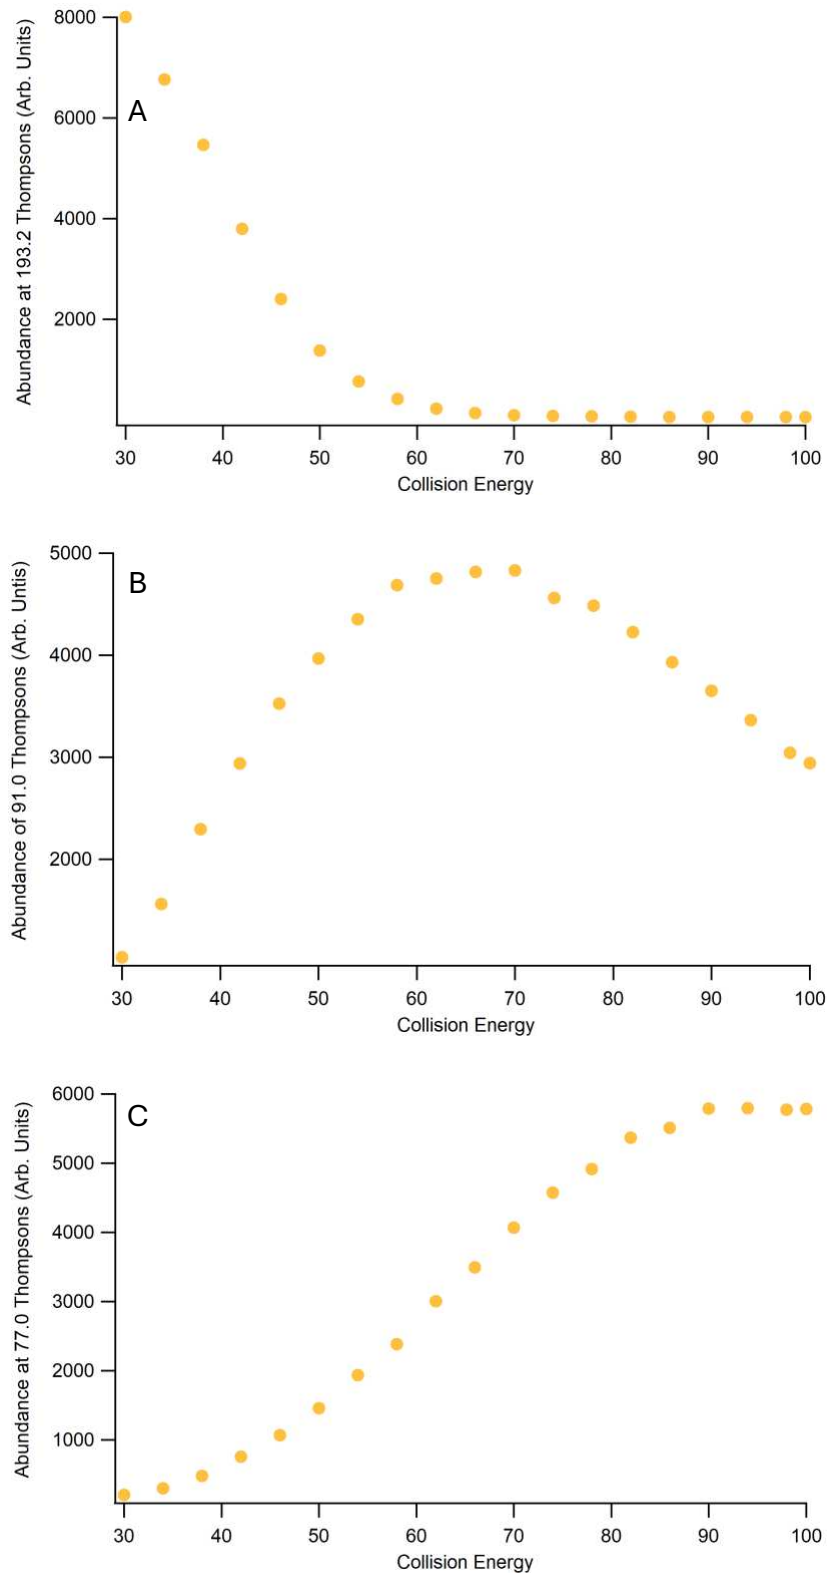 8000
6000
4000
2000
Abundance at 193.2 Thompsons (Arb. Units)
A
30 40 50 60 70 80 90 100
Collision Energy
5000
4000
3000
2000
Abundance of 91.0 Thompsons (Arb. Untis)
B
30 40 50 60 70 80 90 100
Collision Energy
6000
5000
4000
3000
2000
1000
Abundance at 77.0 Thompsons (Arb. Units)
C
30 40 50 60 70 80 90 100
Collision Energy